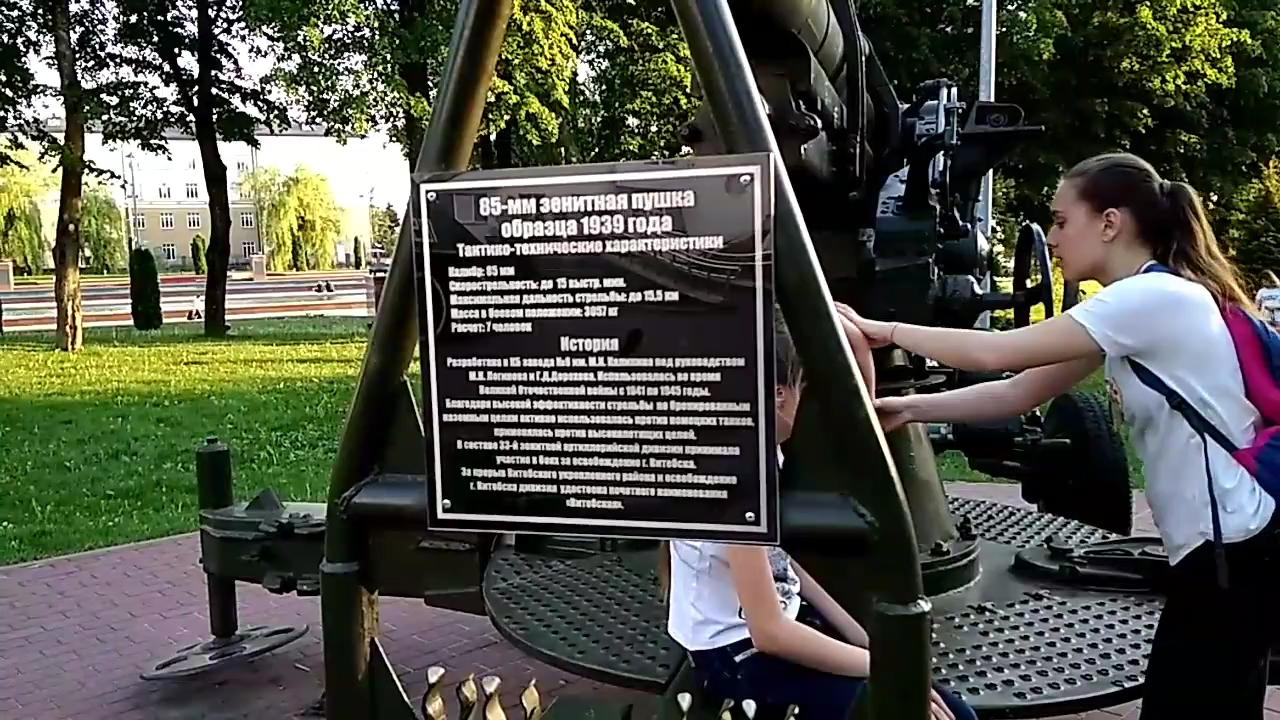 85-мм зенитная пушка
образца 1939 года
Тактико-технические характеристики
Калибр: 85 мм
Скорострельность: до 15 выстр. мин.
Максимальная дальность стрельбы: до 15,5 км
Масса в боевом положении: 3057 кг
Расчет: 7 человек
История
Разработана в КБ завода №8 им. М.И. Калинина под руководством
М.Н. Логинова и Г.Д.Дорохова. Использовалась во время
Великой Отечественной войны с 1941 по 1945 годы.
Благодаря высокой эффективности стрельбы по бронированным
наземным целям активно использовалась против немецких танков,
применялась против высоколетящих целей.
В составе 33-й зенитной артиллерийской дивизии принимала
участие в боях за освобождение г. Витебска.
За прорыв Витебского укрепленного района и освобождение
г. Витебска дивизия удостоена почетного наименования
«Витебская».